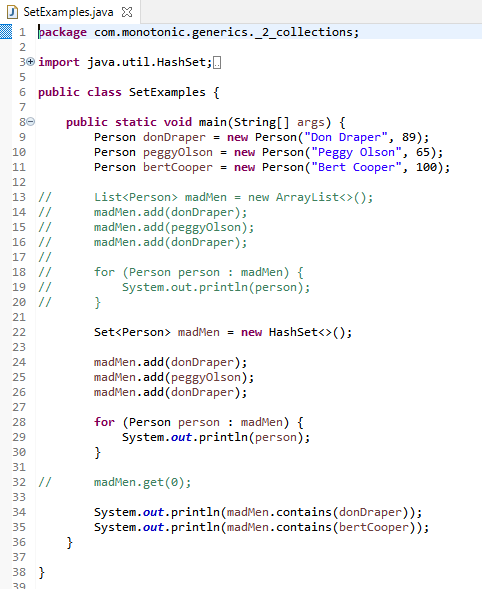 SetExamples.java
1 package com.monotonic.generics._2_collections;
2
3 import java.util.HashSet;
5
6 public class SetExamples {
7
8     public static void main(String[] args) {
9         Person donDraper = new Person("Don Draper", 89);
10         Person peggyOlson = new Person("Peggy Olson", 65);
11         Person bertCooper = new Person("Bert Cooper", 100);
12
13 //      List<Person> madMen = new ArrayList<>();
14 //      madMen.add(donDraper);
15 //      madMen.add(peggyOlson);
16 //      madMen.add(donDraper);
17 //
18 //      for (Person person : madMen) {
19 //          System.out.println(person);
20 //      }
21
22         Set<Person> madMen = new HashSet<>();
23
24         madMen.add(donDraper);
25         madMen.add(peggyOlson);
26         madMen.add(donDraper);
27
28         for (Person person : madMen) {
29             System.out.println(person);
30         }
31
32 //      madMen.get(0);
33
34         System.out.println(madMen.contains(donDraper));
35         System.out.println(madMen.contains(bertCooper));
36     }
37
38 }
39